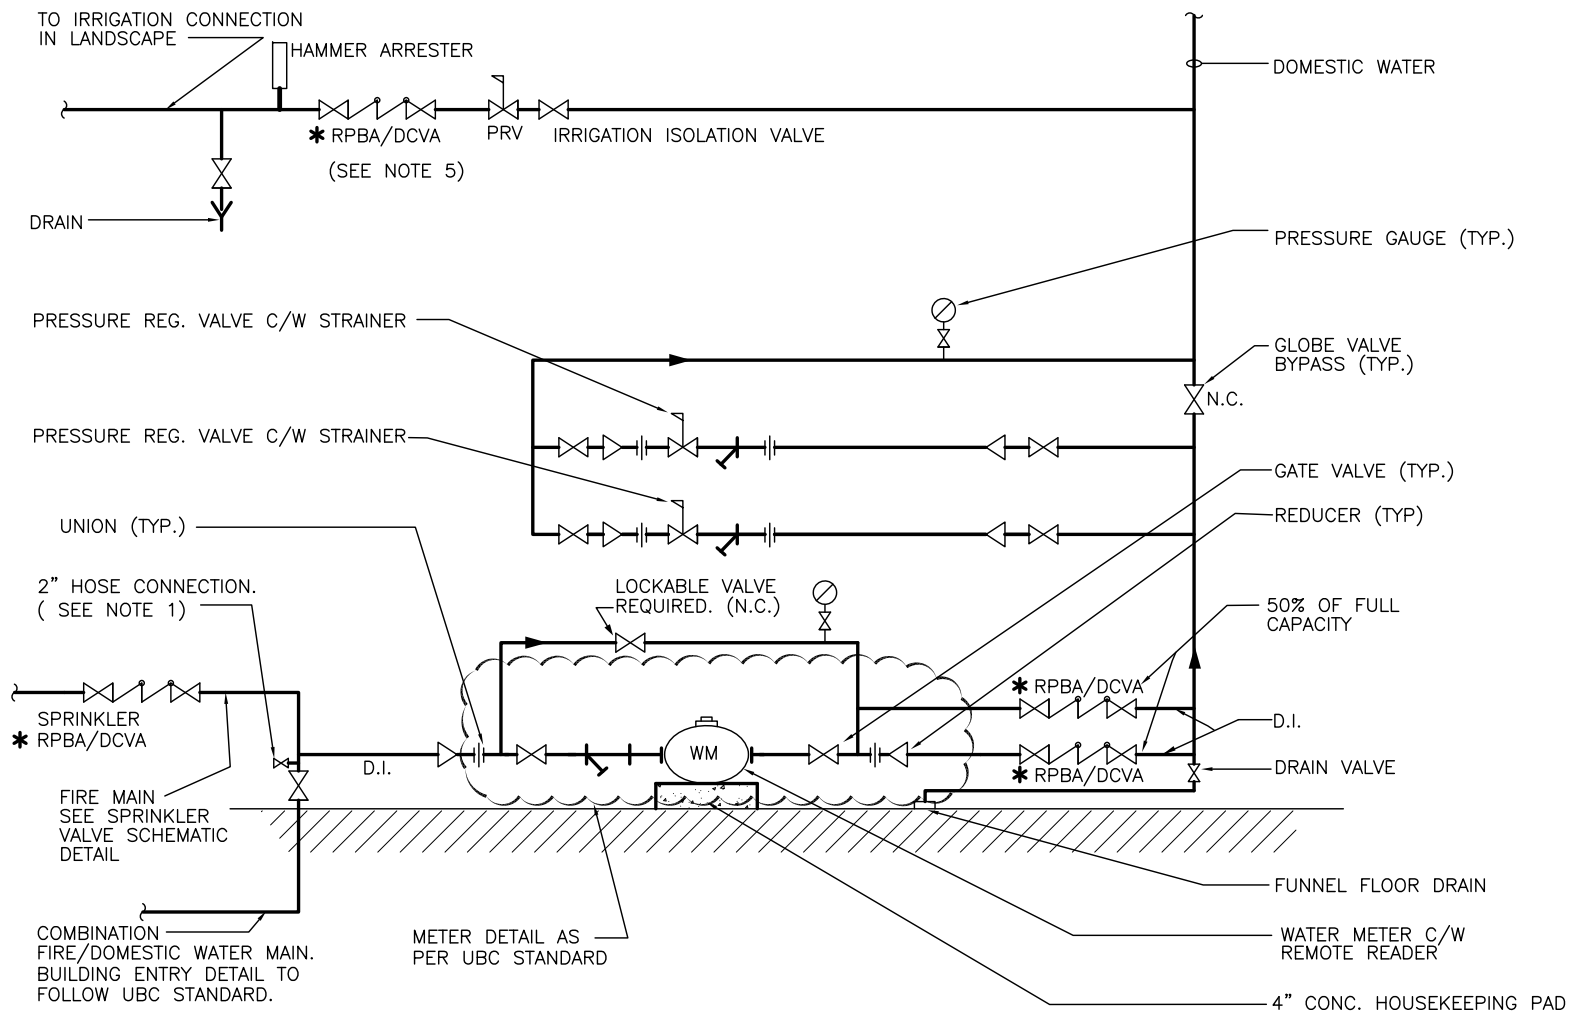 TO IRRIGATION CONNECTION
IN LANDSCAPE
HAMMER ARRESTER
DOMESTIC WATER
* RPBA/DCVA
PRV
IRRIGATION ISOLATION VALVE
(SEE NOTE 5)
DRAIN
PRESSURE GAUGE (TYP.)
PRESSURE REG. VALVE C/W STRAINER
GLOBE VALVE
BYPASS (TYP.)
N.C.
PRESSURE REG. VALVE C/W STRAINER
GATE VALVE (TYP.)
REDUCER (TYP)
UNION (TYP.)
2" HOSE CONNECTION.
( SEE NOTE 1)
LOCKABLE VALVE
REQUIRED. (N.C.)
50% OF FULL
CAPACITY
* RPBA/DCVA
SPRINKLER
* RPBA/DCVA
D.I.
WM
D.I.
* RPBA/DCVA
DRAIN VALVE
FIRE MAIN
SEE SPRINKLER
VALVE SCHEMATIC
DETAIL
FUNNEL FLOOR DRAIN
COMBINATION
FIRE/DOMESTIC WATER MAIN.
BUILDING ENTRY DETAIL TO
FOLLOW UBC STANDARD.
METER DETAIL AS
PER UBC STANDARD
WATER METER C/W
REMOTE READER
4" CONC. HOUSEKEEPING PAD